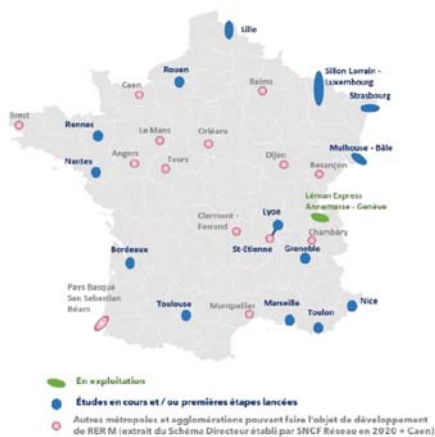 Lille
Rouen
Sillon Lorrain -
Luxembourg
Caen
Reims
Strasbourg
Brest
Rennes
Le Mans
Orléans
Mulhouse - Bâle
Nantes
Angers
Tours
Dijon
Besançon
Léman Express
Annemasse - Genève
Clermont -
Ferrand
Lyon
St-Etienne
Chambéry
Grenoble
Bordeaux
Pays Basque
San Sebastian
Béarn
Toulouse
Montpellier
Marseille
Toulon
Nice
En exploitation
Études en cours et / ou premières étapes lancées
Autres métropoles et agglomérations pouvant faire l'objet de développement
de RER M (extrait du Schéma Directeur établi par SNCF Réseau en 2020 + Caen)